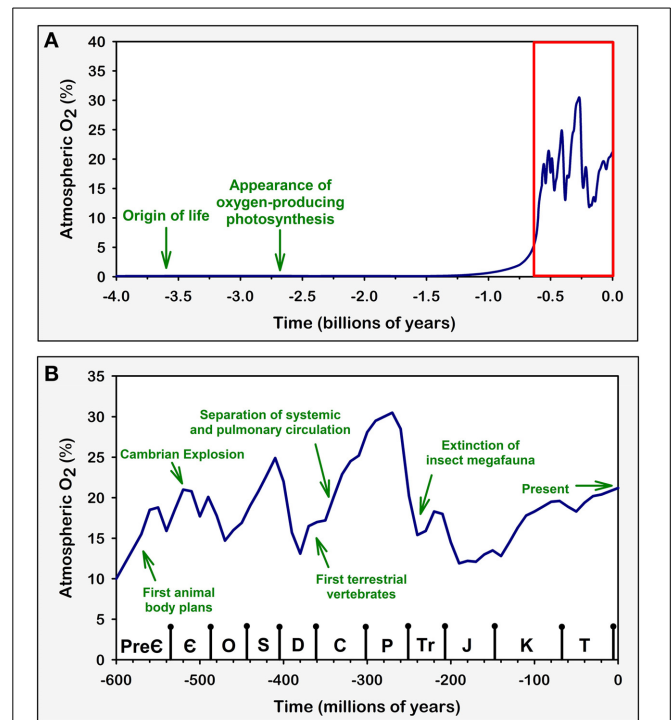 A
Atmospheric O2 (%)
40
35
30
25
20
15
10
5
0
Origin of life
Appearance of
oxygen-producing
photosynthesis
-4.0 -3.5 -3.0 -2.5 -2.0 -1.5 -1.0 -0.5 0.0
Time (billions of years)
B
Atmospheric O2 (%)
35
30
25
20
15
10
5
0
Separation of systemic
and pulmonary circulation
Cambrian Explosion
Extinction of
insect megafauna
Present
First animal
body plans
First terrestrial
vertebrates
PreЄ Є O S D C P Tr J K T
-600 -500 -400 -300 -200 -100 0
Time (millions of years)